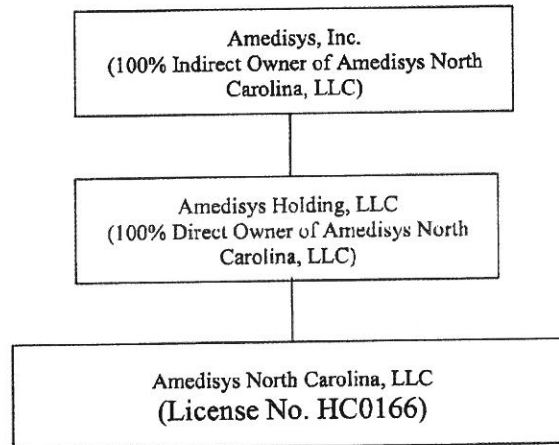 Amedisys, Inc.
(100% Indirect Owner of Amedisys North
Carolina, LLC)
Amedisys Holding, LLC
(100% Direct Owner of Amedisys North
Carolina, LLC)
Amedisys North Carolina, LLC
(License No. HC0166)